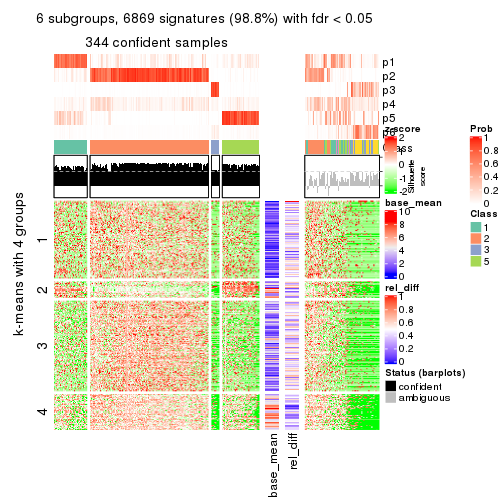 6 subgroups, 6869 signatures (98.8%) with fdr < 0.05
344 confident samples
p1
p2
p3
p4
p5
Class
z-score
2
1
0
-1
-2
Silhouette
score
Prob
1
0.8
0.6
0.4
0.2
0
base_mean
10
8
6
4
2
0
Class
1
2
3
5
rel_diff
1
0.8
0.6
0.4
0.2
0
Status (barplots)
confident
ambiguous
k-means with 4 groups
1
2
3
4
base_mean
rel_diff